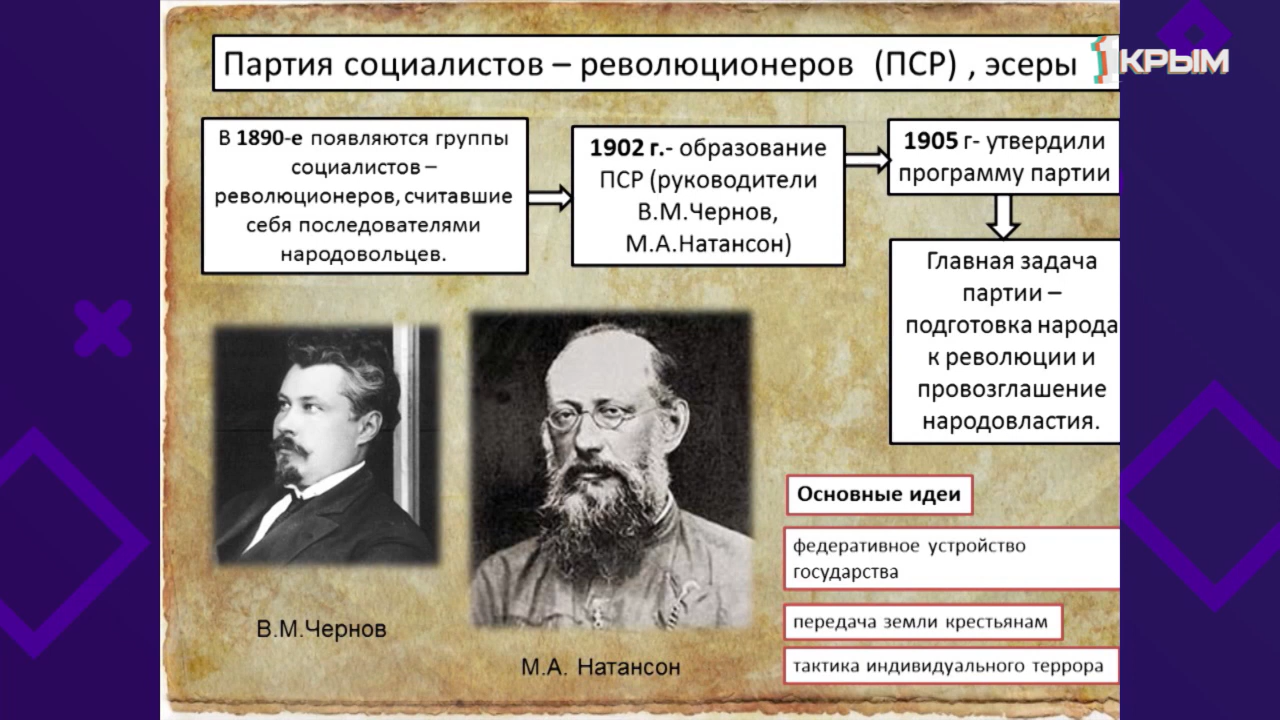 Партия социалистов – революционеров (ПСР) , эсеры
1КРЫМ
В 1890-е появляются группы
социалистов –
революционеров, считавшие
себя последователями
народовольцев.
1902 г.- образование
ПСР (руководители
В.М.Чернов,
М.А.Натансон)
1905 г- утвердили
программу партии
Главная задача
партии –
подготовка народа
к революции и
провозглашение
народовластия.
В.М.Чернов
М.А. Натансон
Основные идеи
федеративное устройство
государства
передача земли крестьянам
тактика индивидуального террора